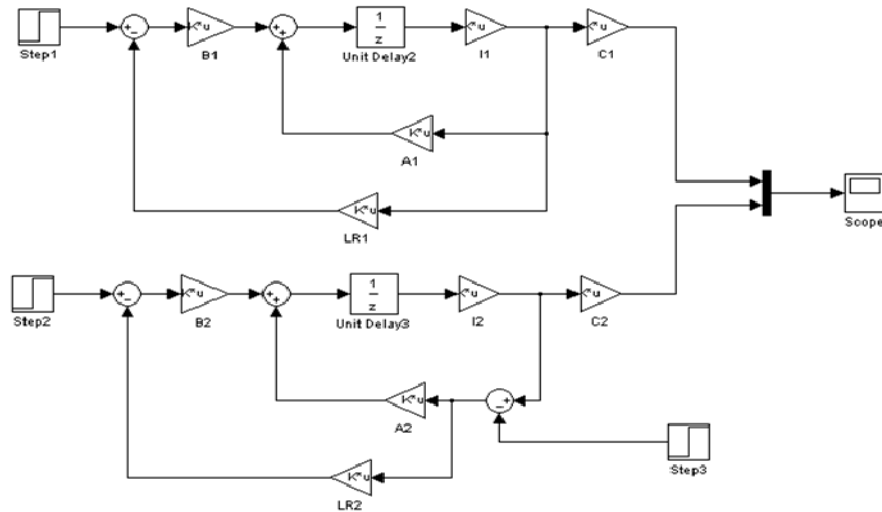 + -
K*u
+ +
1
z
K*u
K*u
Step1
B1
Unit Delay2
I1
C1
K*u
A1
K*u
LR1
Scope
+ -
K*u
+ +
1
z
K*u
K*u
Step2
B2
Unit Delay3
I2
C2
K*u
- +
A2
Step3
K*u
LR2